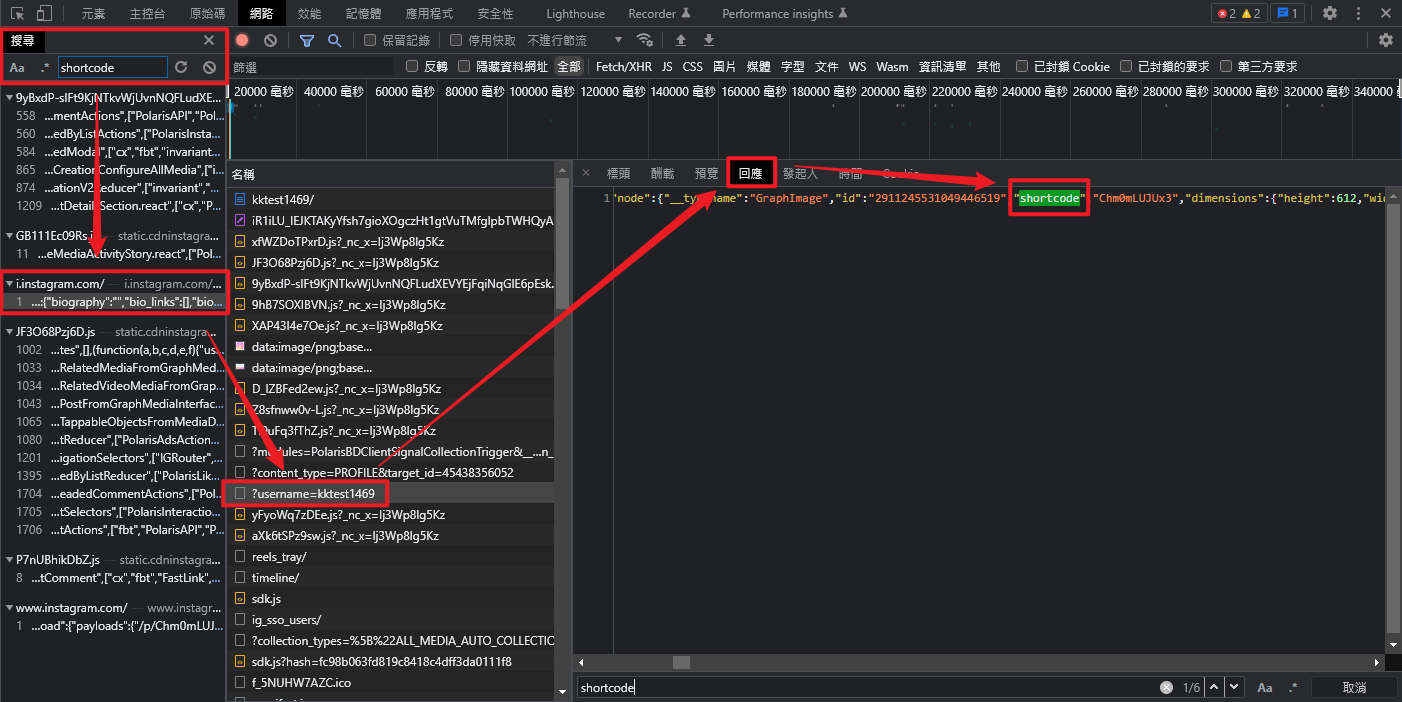 元素 主控台 原始碼 網路 效能 記憶體 應用程式 安全性 Lighthouse Recorder Performance insights 2 2 1
搜尋
保留記錄 停用快取 不進行節流
Aa .* shortcode
篩選 反轉 隱藏資料網址 全部 Fetch/XHR JS CSS 圖片 媒體 字型 文件 WS Wasm 資訊清單 其他 已封鎖 Cookie 已封鎖的要求 第三方要求
20000 毫秒 40000 毫秒 60000 毫秒 80000 毫秒 100000 毫秒 120000 毫秒 140000 毫秒 160000 毫秒 180000 毫秒 200000 毫秒 220000 毫秒 240000 毫秒 260000 毫秒 280000 毫秒 300000 毫秒 320000 毫秒 340000
9yBxdP-sIFt9KjNTkvWjUvnNQFLudXE...
558 ...mentActions",["PolarisAPI","Pol...
560 ...edByListActions",["PolarisInsta...
584 ...edModal",["cx","fbt","invariant...
865 ...CreationConfigureAllMedia",["i...
874 ...ationV2Reducer",["invariant","...
1209 ...tDetailsSection.react",["cx","P...
GB111Ec09Rs.j — static.cdninstagra...
11 ...eMediaActivityStory.react",["Pol...
i.instagram.com/ — i.instagram.com/...
1 ...:{"biography":"","bio_links":[],"bio...
JF3O68Pzj6D.js — static.cdninstagra...
1002 ...tes",[],(function(a,b,c,d,e,f){"us...
1033 ...RelatedMediaFromGraphMed...
1034 ...RelatedVideoMediaFromGrap...
1043 ...PostFromGraphMediaInterfac...
1065 ...TappableObjectsFromMediaD...
1080 ...tReducer",["PolarisAdsAction...
1201 ...igationSelectors",["IGRouter",...
1395 ...edByListReducer",["PolarisLik...
1704 ...eadedCommentActions",["Pol...
1705 ...tSelectors",["PolarisInteractio...
1706 ...tActions",["fbt","PolarisAPI","P...
P7nUBhikDbZ.js — static.cdninstagra...
8 ...tComment",["cx","fbt","FastLink",...
www.instagram.com/ — www.instagr...
1 ...oad":{"payloads":{"/p/Chm0mLUJ...
名稱
kktest1469/
iR1iLU_IEJKTAKyYfsh7gioXOgczHt1gtVuTMfgIpbTWHQyA
xfWZDoTPxrD.js?_nc_x=Ij3Wp8lg5Kz
JF3O68Pzj6D.js?_nc_x=Ij3Wp8lg5Kz
9yBxdP-sIFt9KjNTkvWjUvnNQFLudXEVYEjFqiNqGlE6pEsk.
9hB7SOXIBVN.js?_nc_x=Ij3Wp8lg5Kz
XAP43I4e7Oe.js?_nc_x=Ij3Wp8lg5Kz
data:image/png;base...
data:image/png;base...
D_IZBFed2ew.js?_nc_x=Ij3Wp8lg5Kz
Z8sfnww0v-L.js?_nc_x=Ij3Wp8lg5Kz
?modules=PolarisBDClientSignalCollectionTrigger&__...n_
?content_type=PROFILE&target_id=45438356052
?username=kktest1469
yFyoWq7zDEe.js?_nc_x=Ij3Wp8lg5Kz
aXk6tSPz9sw.js?_nc_x=Ij3Wp8lg5Kz
reels_tray/
timeline/
sdk.js
ig_sso_users/
?collection_types=%5B%22ALL_MEDIA_AUTO_COLLECTIO
sdk.js?hash=fc98b063fd819c8418c4dff3da0111f8
f_5NUHW7AZC.ico
標頭 酬載 預覽 回應 發起人 時間 Cookie
1 "node":{"__typename":"GraphImage","id":"2911245531049446519","shortcode":"Chm0mLUJUx3","dimensions":{"height":612,"wid
shortcode 1/6 Aa .* 取消